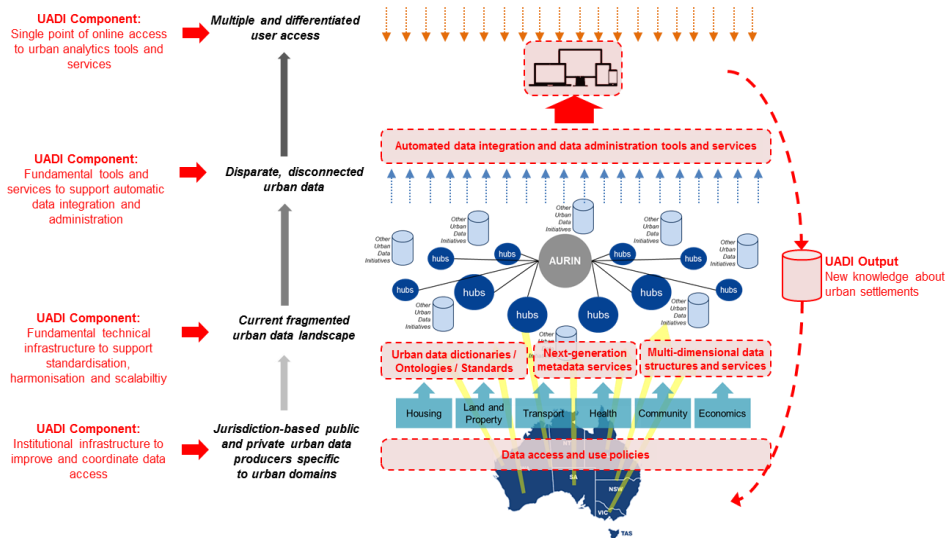 UADI Component:
Single point of online access
to urban analytics tools and
services
Multiple and differentiated
user access
Automated data integration and data administration tools and services
UADI Component:
Fundamental tools and
services to support automatic
data integration and
administration
Disparate, disconnected
urban data
Other
Urban
Data
Initiatives
Other
Urban
Data
Initiatives
Other
Urban
Data
Initiatives
Other
Urban
Data
Initiatives
Other
Urban
Data
Initiatives
hubs
hubs
AURIN
hubs
hubs
hubs
hubs
hubs
hubs
hubs
hubs
UADI Output
New knowledge about
urban settlements
UADI Component:
Fundamental technical
infrastructure to support
standardisation,
harmonisation and scalabiltiy
Current fragmented
urban data landscape
Other
Urban
Data
Initiatives
Other
Urban
Data
Initiatives
Other
Urban
Data
Initiatives
Urban data dictionaries /
Ontologies / Standards
Next-generation
metadata services
Multi-dimensional data
structures and services
Housing
Land and
Property
Transport
Health
Community
Economics
UADI Component:
Institutional infrastructure to
improve and coordinate data
access
Jurisdiction-based public
and private urban data
producers specific
to urban domains
Data access and use policies
SA
NSW
VIC
TAS